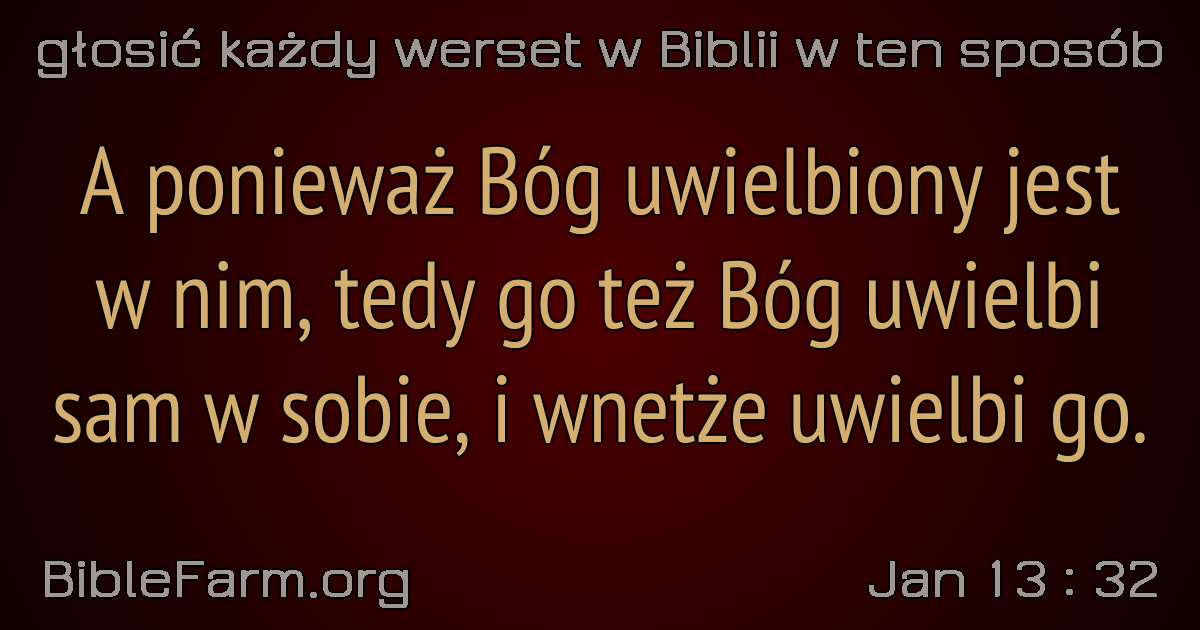 głosić każdy werset w Biblii w ten sposób
A ponieważ Bóg uwielbiony jest
w nim, tedy go też Bóg uwielbi
sam w sobie, i wnetże uwielbi go.
BibleFarm.org
Jan 13 : 32